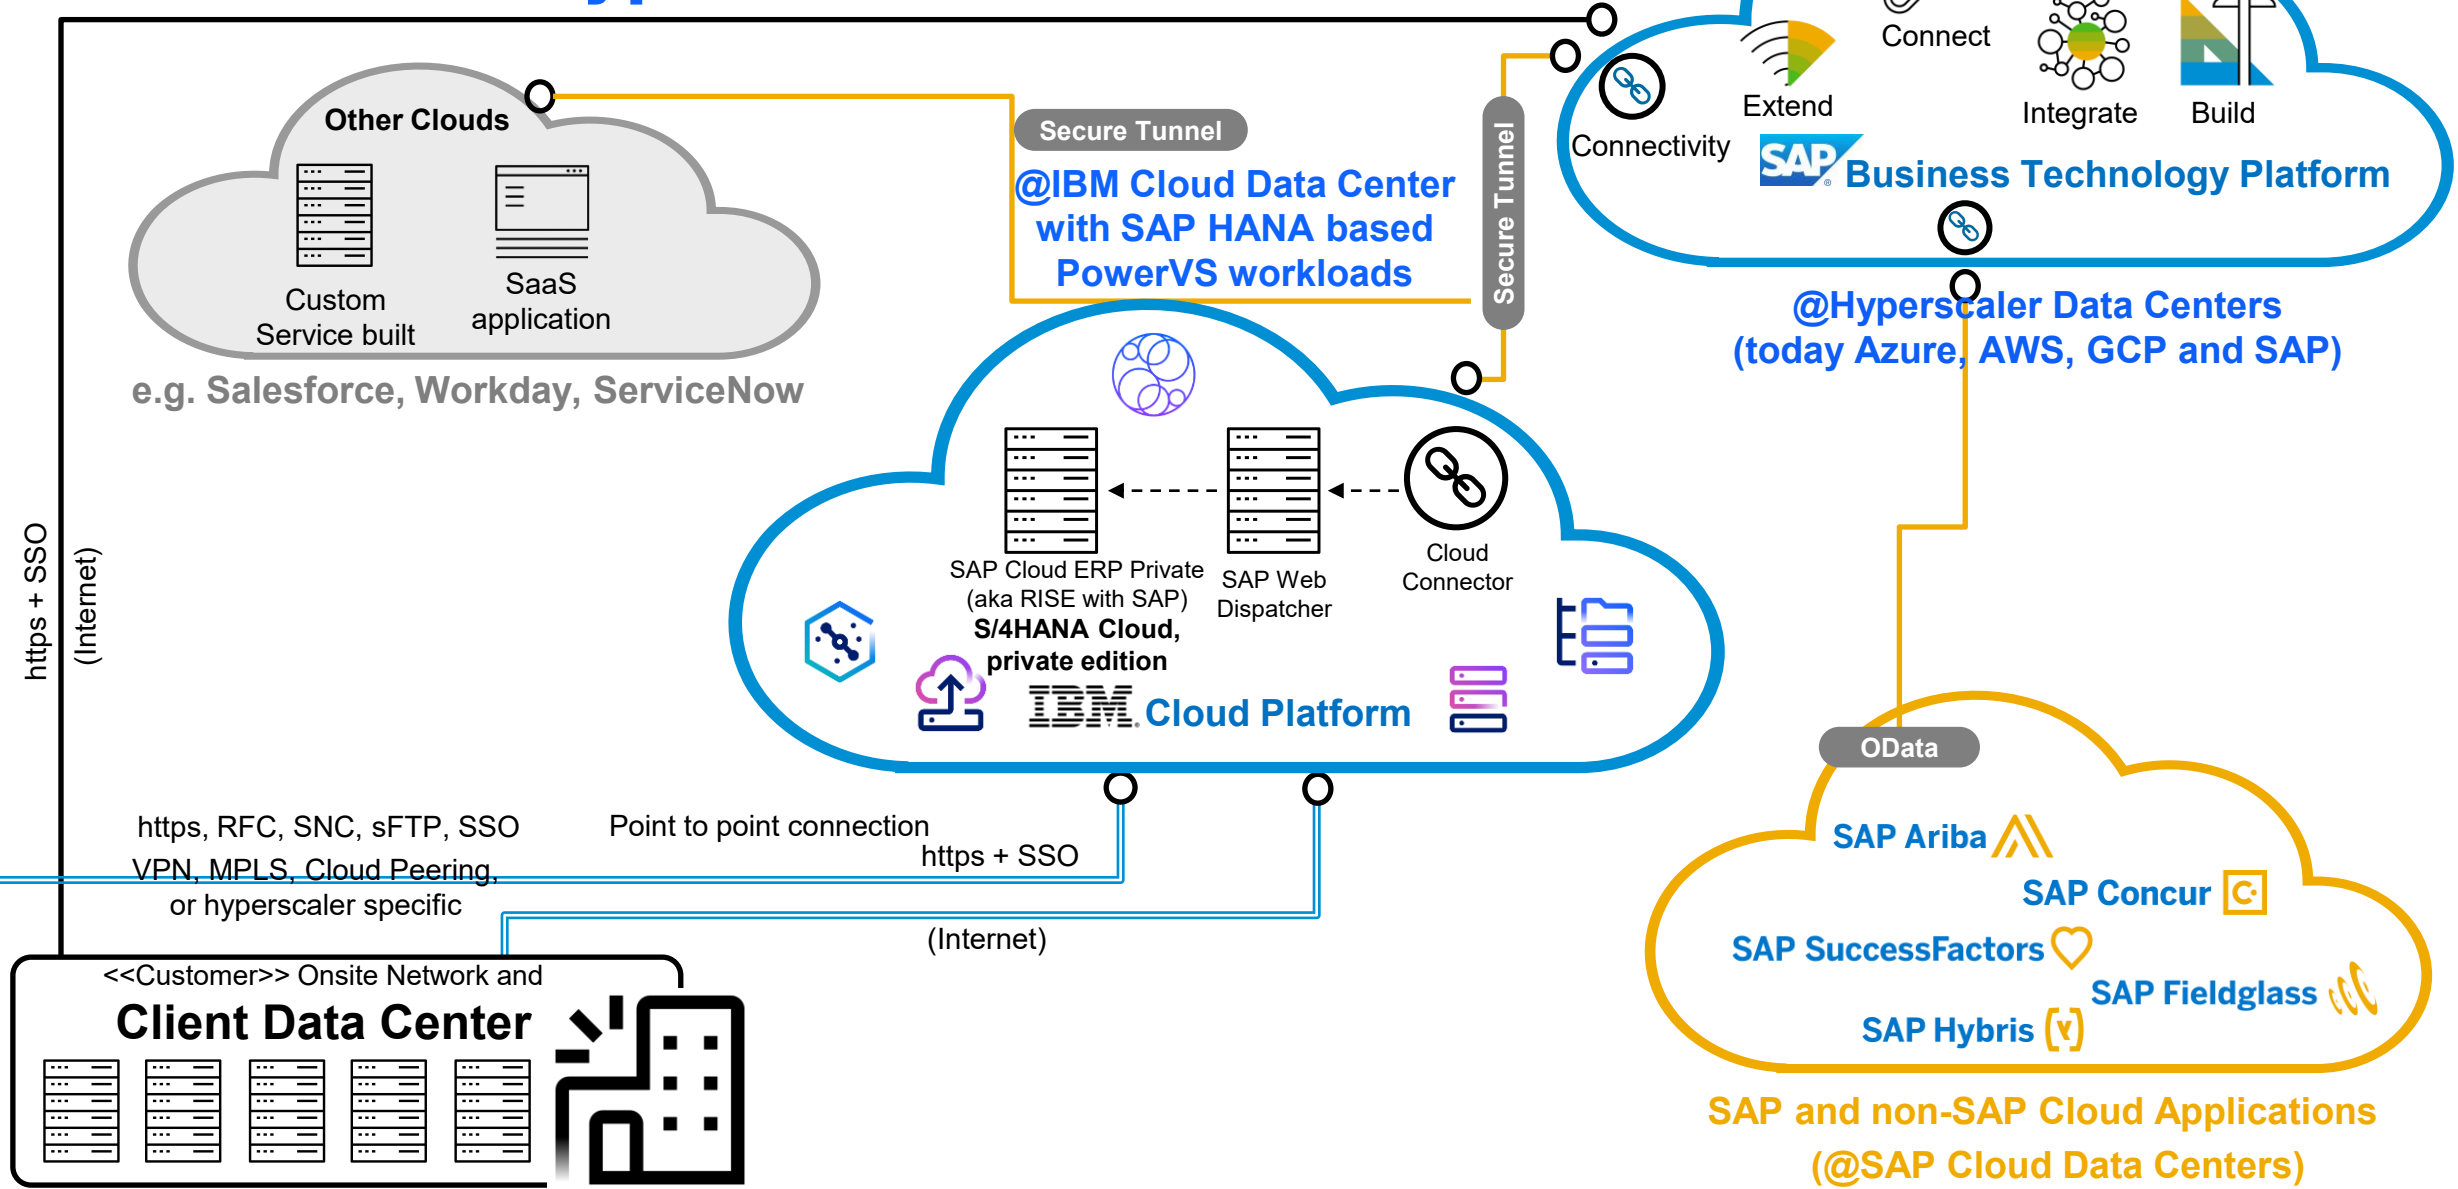 Connect
Extend
Integrate
Build
Connectivity
SAP
®
Business Technology Platform
@Hyperscaler Data Centers
(today Azure, AWS, GCP and SAP)
Other Clouds
Custom
Service built
SaaS
application
e.g. Salesforce, Workday, ServiceNow
Secure Tunnel
@IBM Cloud Data Center
with SAP HANA based
PowerVS workloads
Secure Tunnel
Cloud
Connector
SAP Web
Dispatcher
SAP Cloud ERP Private
(aka RISE with SAP)
S/4HANA Cloud,
private edition
IBM® Cloud Platform
https + SSO
(Internet)
https, RFC, SNC, sFTP, SSO
VPN, MPLS, Cloud Peering,
or hyperscaler specific
Point to point connection
https + SSO
(Internet)
<<Customer>> Onsite Network and
Client Data Center
OData
SAP Ariba
SAP Concur
SAP SuccessFactors
SAP Fieldglass
SAP Hybris
SAP and non-SAP Cloud Applications
(@SAP Cloud Data Centers)